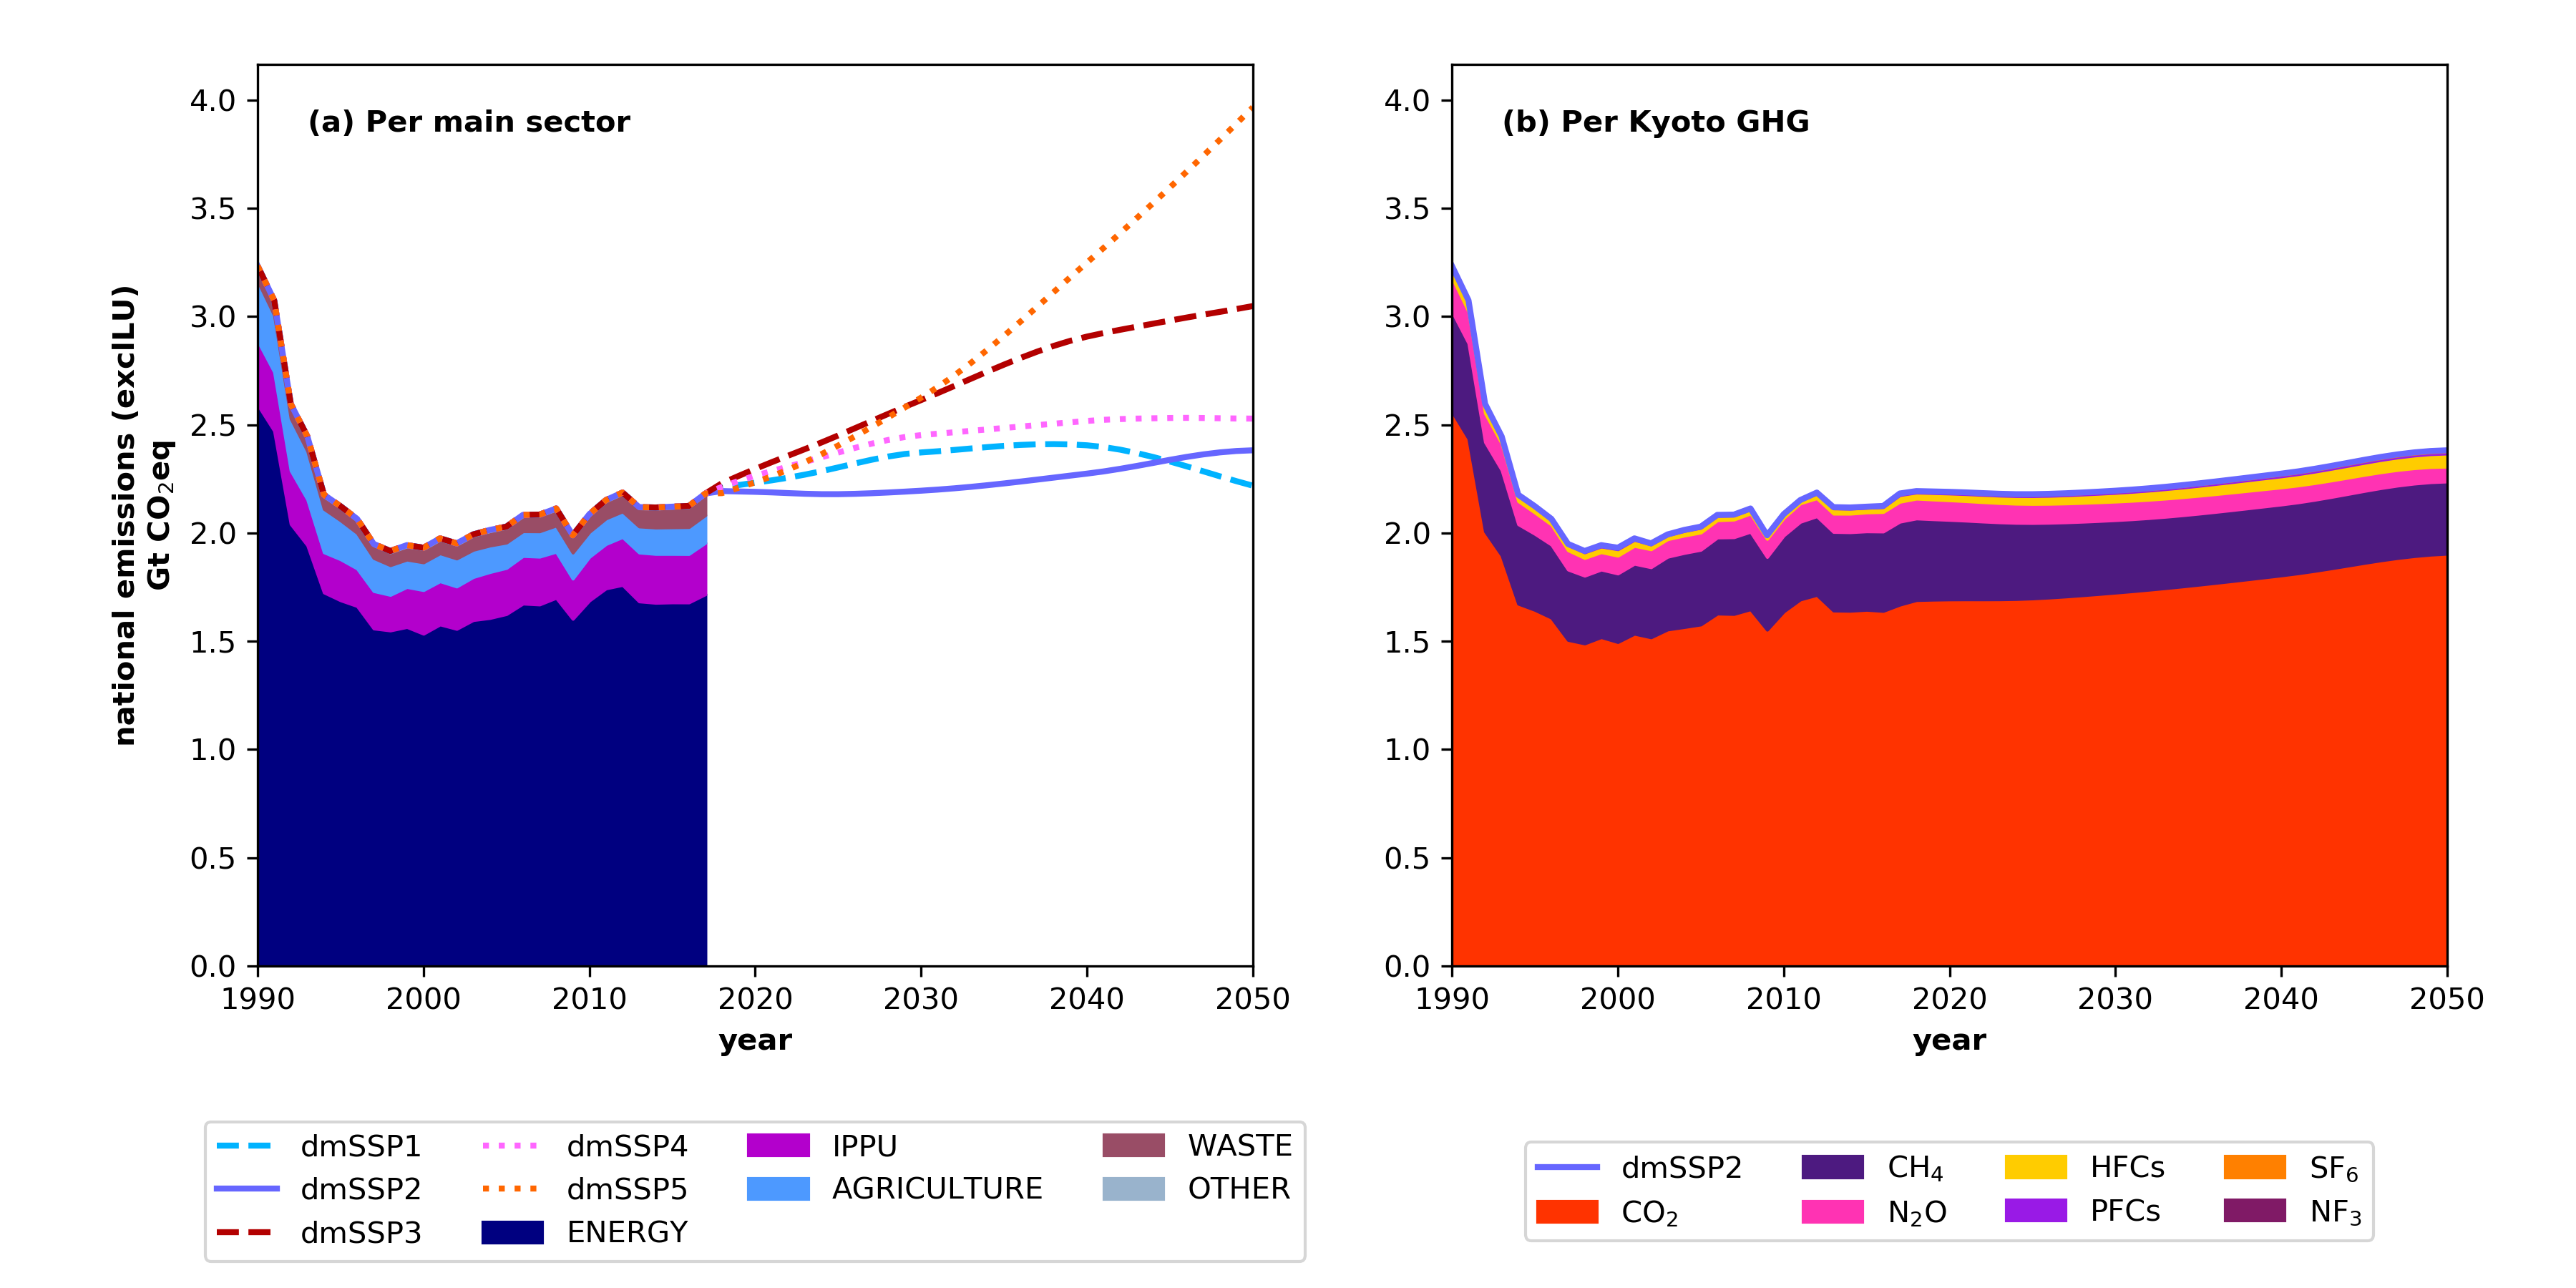 (a) Per main sector
national emissions (exclLU)
Gt CO₂eq
4.0
3.5
3.0
2.5
2.0
1.5
1.0
0.5
0.0
1990 2000 2010 2020 2030 2040 2050
year
dmSSP1 dmSSP4 IPPU WASTE
dmSSP2 dmSSP5 AGRICULTURE OTHER
dmSSP3 ENERGY
(b) Per Kyoto GHG
4.0
3.5
3.0
2.5
2.0
1.5
1.0
0.5
0.0
1990 2000 2010 2020 2030 2040 2050
year
dmSSP2 CH₄ HFCs SF₆
CO₂ N₂O PFCs NF₃